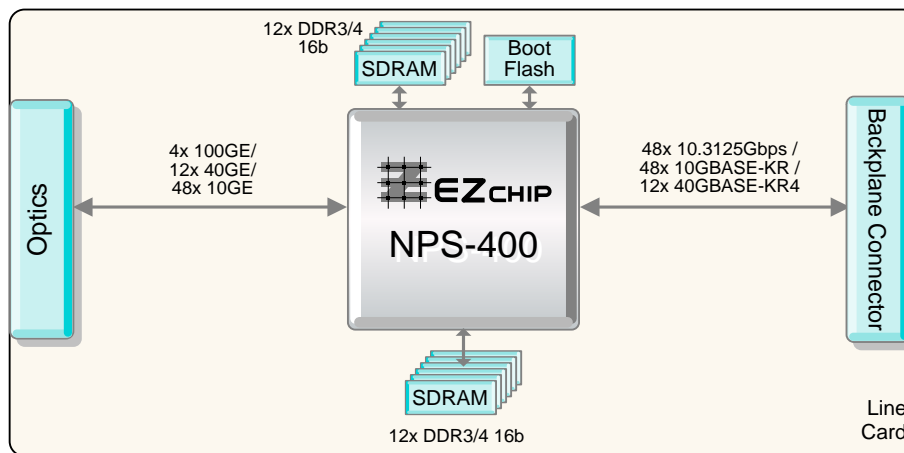 12x DDR3/4
16b
SDRAM
Boot
Flash
Optics
4x 100GE/
12x 40GE/
48x 10GE
EZCHIP
NPS-400
48x 10.3125Gbps /
48x 10GBASE-KR /
12x 40GBASE-KR4
Backplane Connector
SDRAM
12x DDR3/4 16b
Line
Card